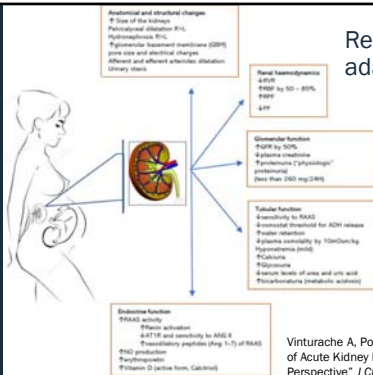 Anatomical and structural changes
↑ Size of the kidneys
Pelvicalyceal dilatation R>L
Hydronephrosis R>L
↑glomerular basement membrane (GBM)
pore size and electrical charges
Afferent and efferent arterioles dilatation
Urinary stasis
Re
ada
Renal haemodynamics
↓RVR
↑RBF by 50 – 85%
↑RPF
↓FF
Glomerular function
↑GFR by 50%
↓plasma creatinine
↑proteinuria ("physiologic"
proteinuria)
(less than 260 mg/24H)
Tubular function
↓sensitivity to RAAS
↓osmostat threshold for ADH release
↑water retention
↓plasma osmolality by 10mOsm/kg
Hyponatremia (mild)
↑Calciuria
↑Glycosuria
↓serum levels of urea and uric acid
↑bicarbonaturia (metabolic acidosis)
Endocrine function
↑RAAS activity
↑Renin activation
↓AT1R and sensitivity to ANG II
↑vasodilatory peptides (Ang 1–7) of RAAS
↑NO production
↑erythropoietin
↑Vitamin D (active form, Calcitriol)
Vinturache A, Po
of Acute Kidney I
Perspective". J C